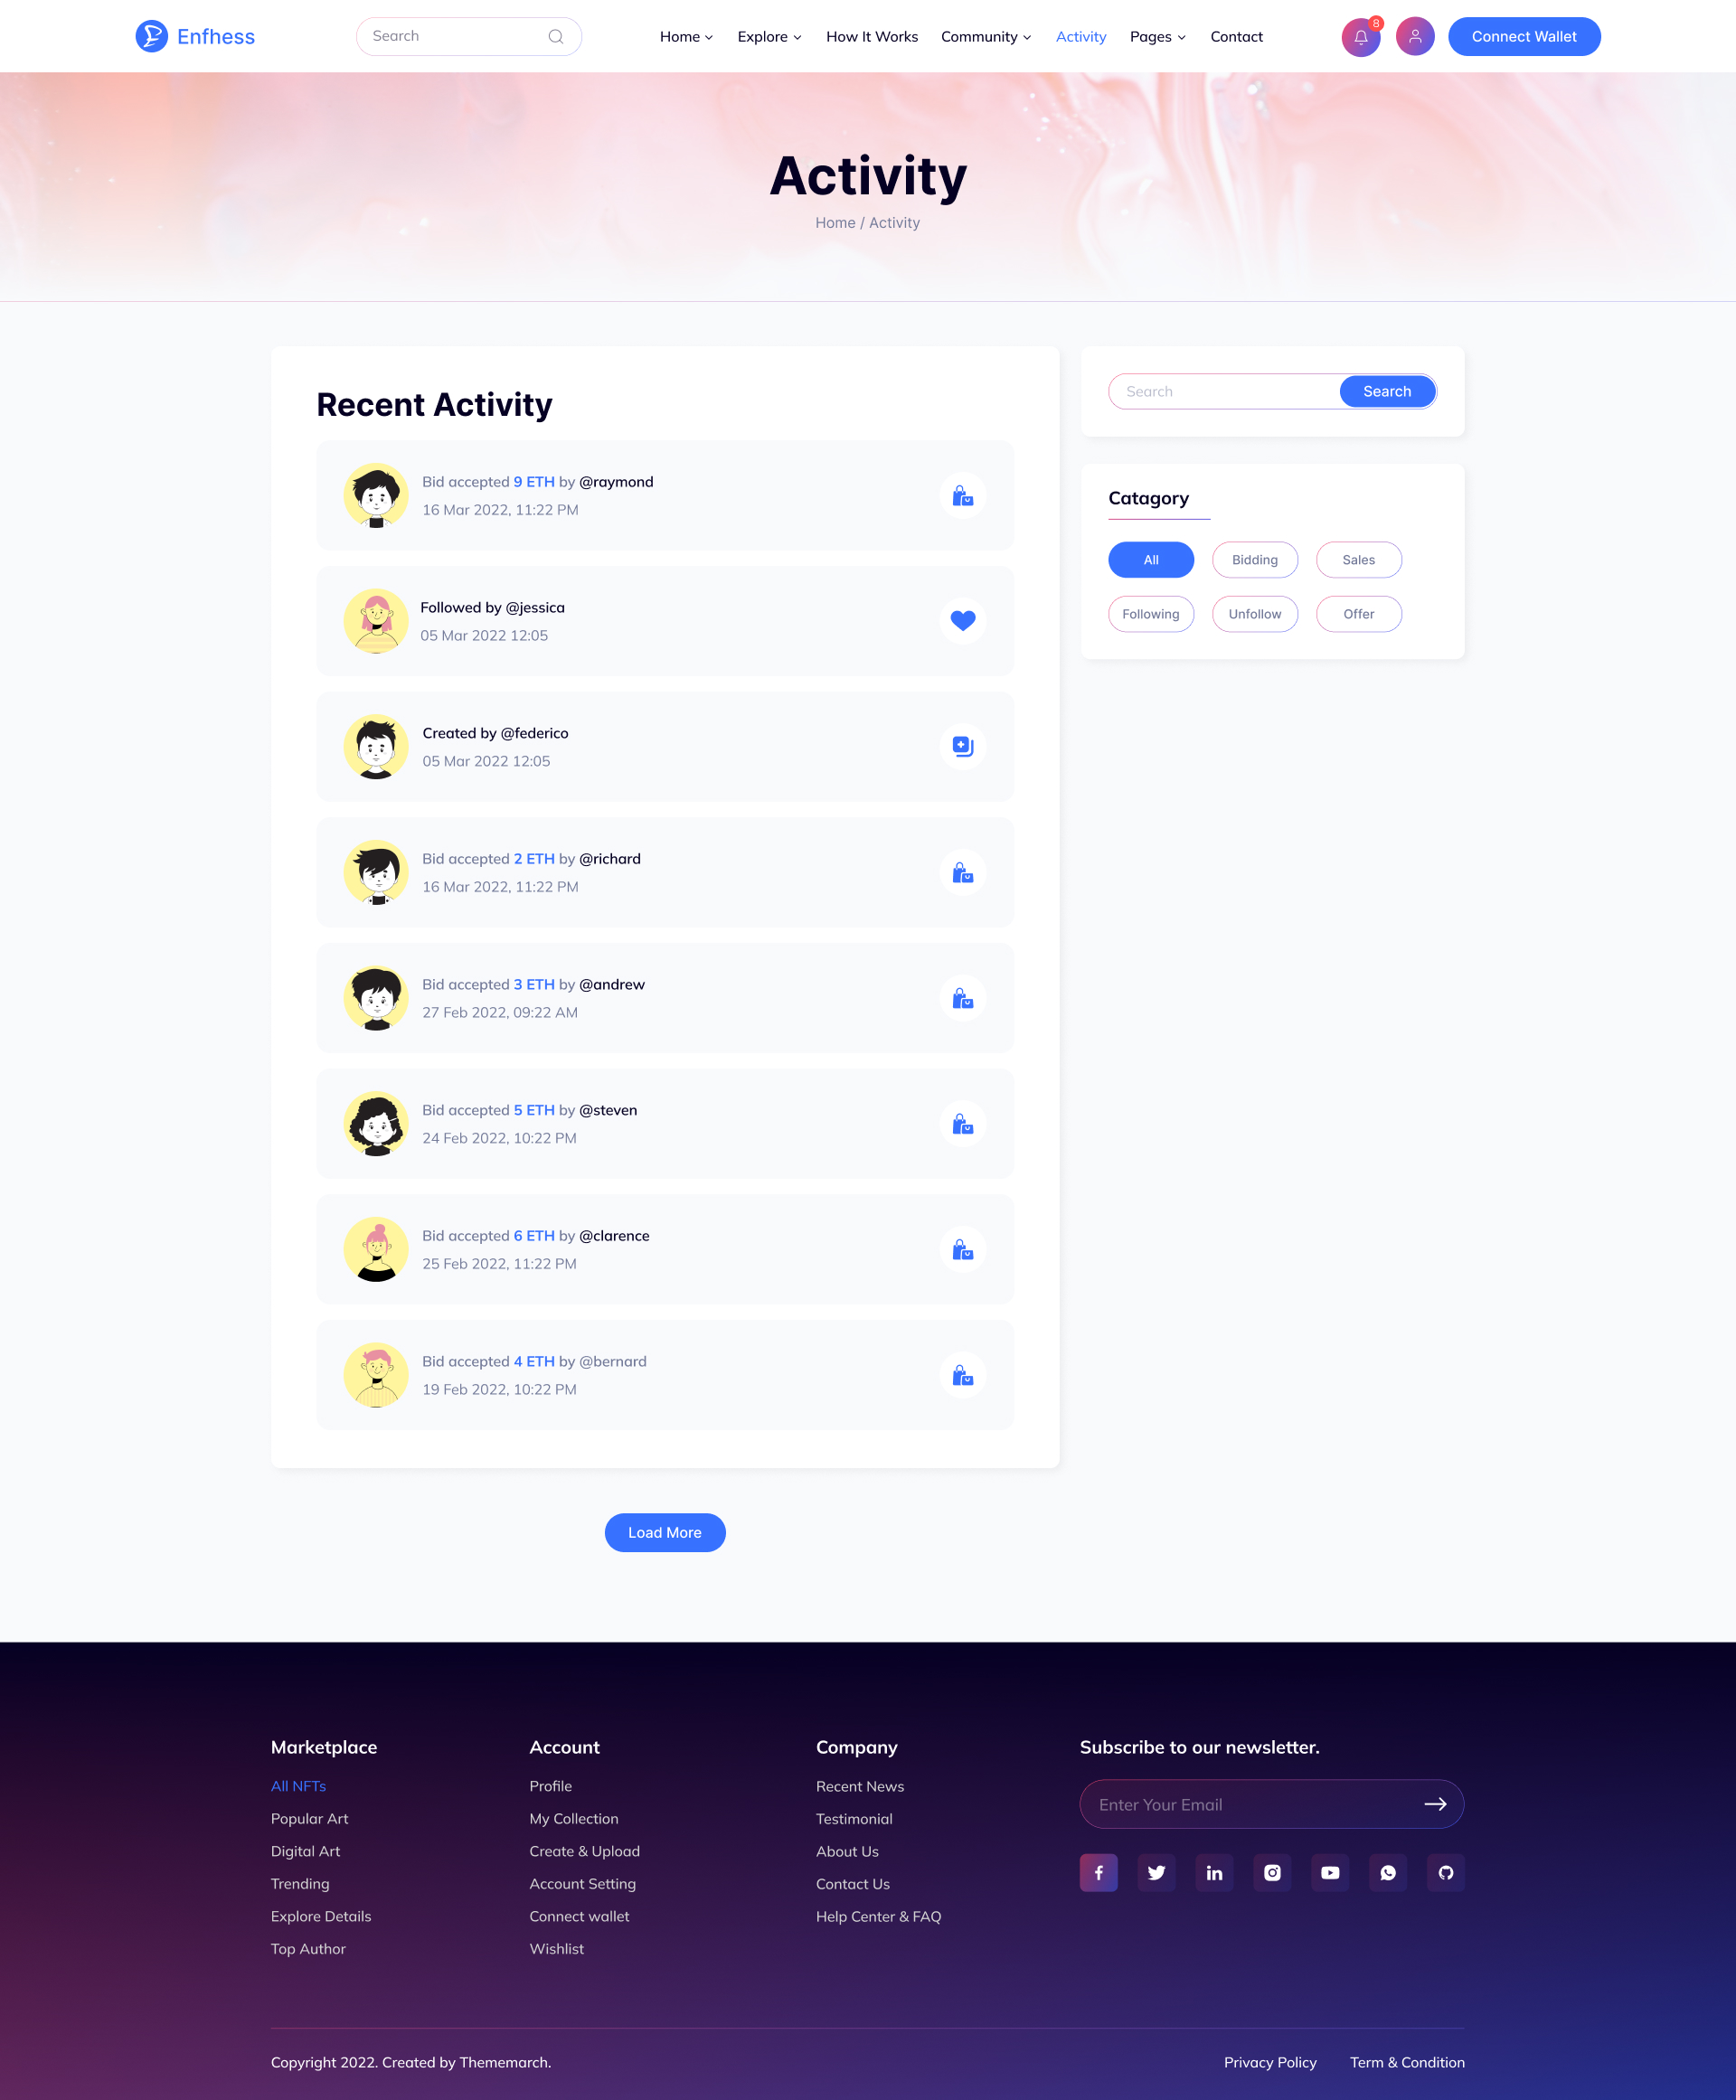 Enfhess
Search
Home
Explore
How It Works
Community
Activity
Pages
Contact
8
Connect Wallet
Activity
Home / Activity
Recent Activity
Bid accepted 9 ETH by @raymond
16 Mar 2022, 11:22 PM
Followed by @jessica
05 Mar 2022 12:05
Created by @federico
05 Mar 2022 12:05
Bid accepted 2 ETH by @richard
16 Mar 2022, 11:22 PM
Bid accepted 3 ETH by @andrew
27 Feb 2022, 09:22 AM
Bid accepted 5 ETH by @steven
24 Feb 2022, 10:22 PM
Bid accepted 6 ETH by @clarence
25 Feb 2022, 11:22 PM
Bid accepted 4 ETH by @bernard
19 Feb 2022, 10:22 PM
Load More
Search
Search
Catagory
All
Bidding
Sales
Following
Unfollow
Offer
Marketplace
All NFTs
Popular Art
Digital Art
Trending
Explore Details
Top Author
Account
Profile
My Collection
Create & Upload
Account Setting
Connect wallet
Wishlist
Company
Recent News
Testimonial
About Us
Contact Us
Help Center & FAQ
Subscribe to our newsletter.
Enter Your Email
Copyright 2022. Created by Thememarch.
Privacy Policy
Term & Condition